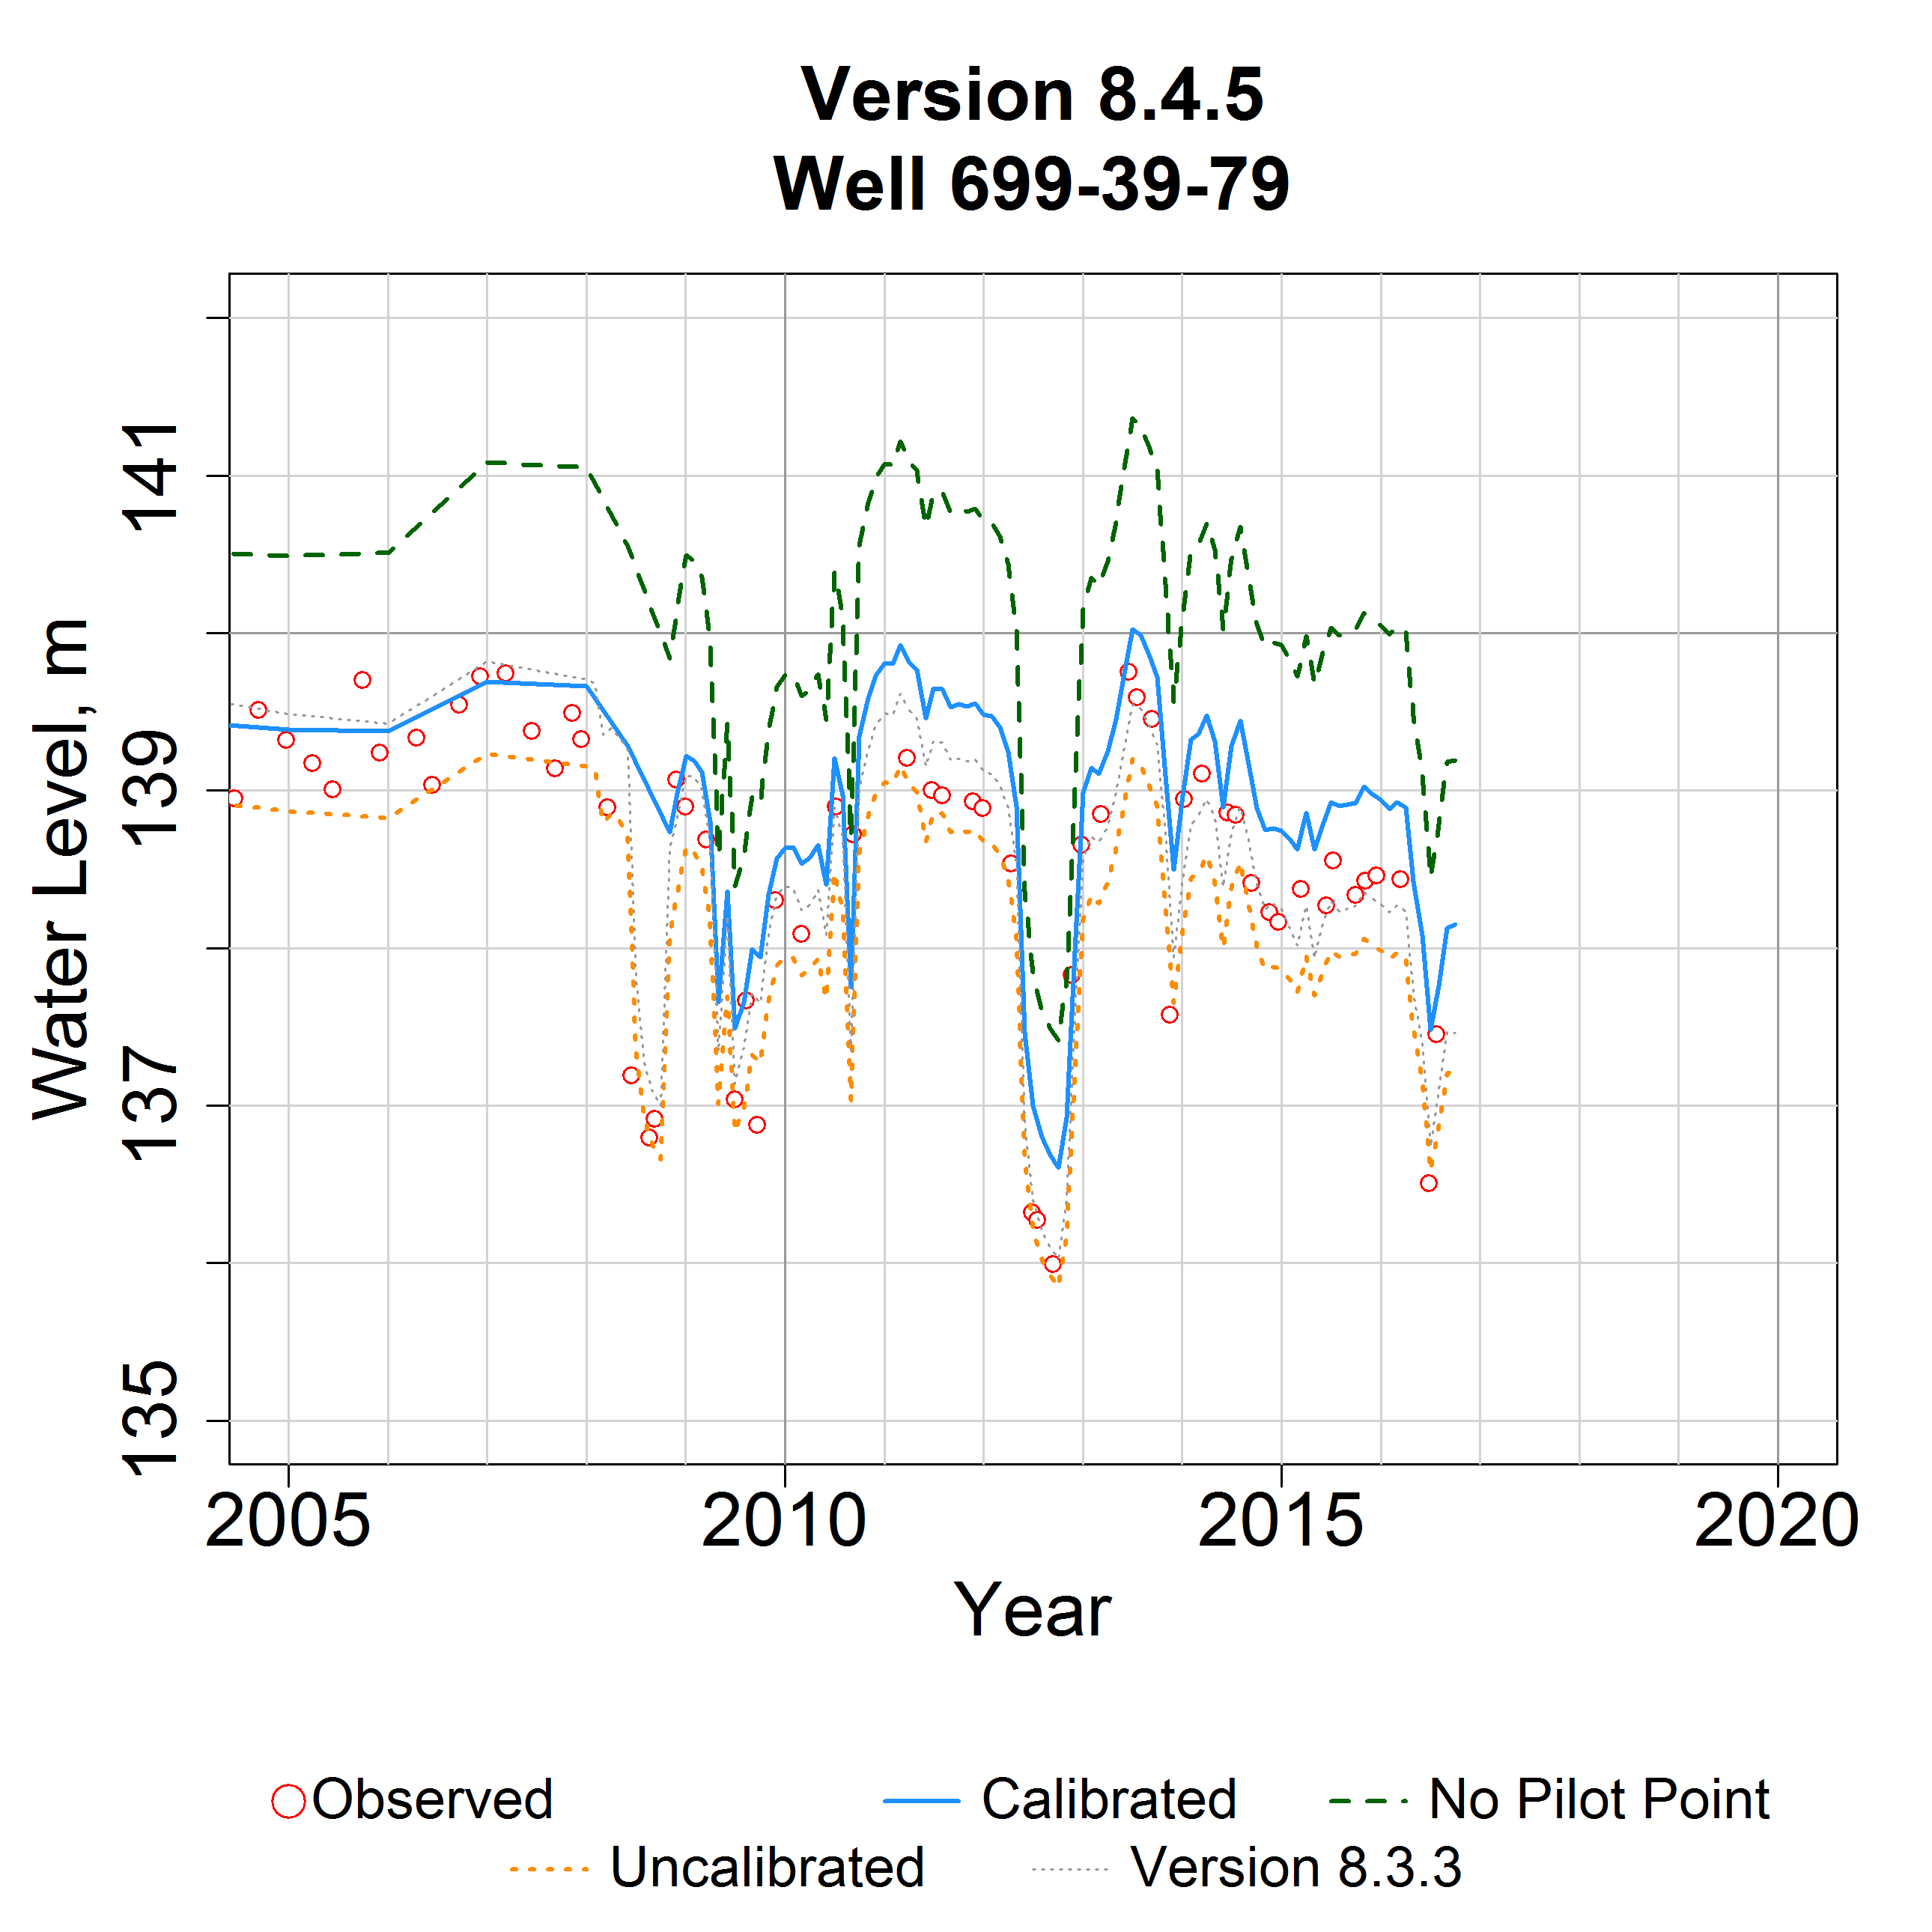 Version 8.4.5
Well 699-39-79
Water Level, m
141
139
137
135
2005 2010 2015 2020
Year
Observed Calibrated No Pilot Point
Uncalibrated Version 8.3.3